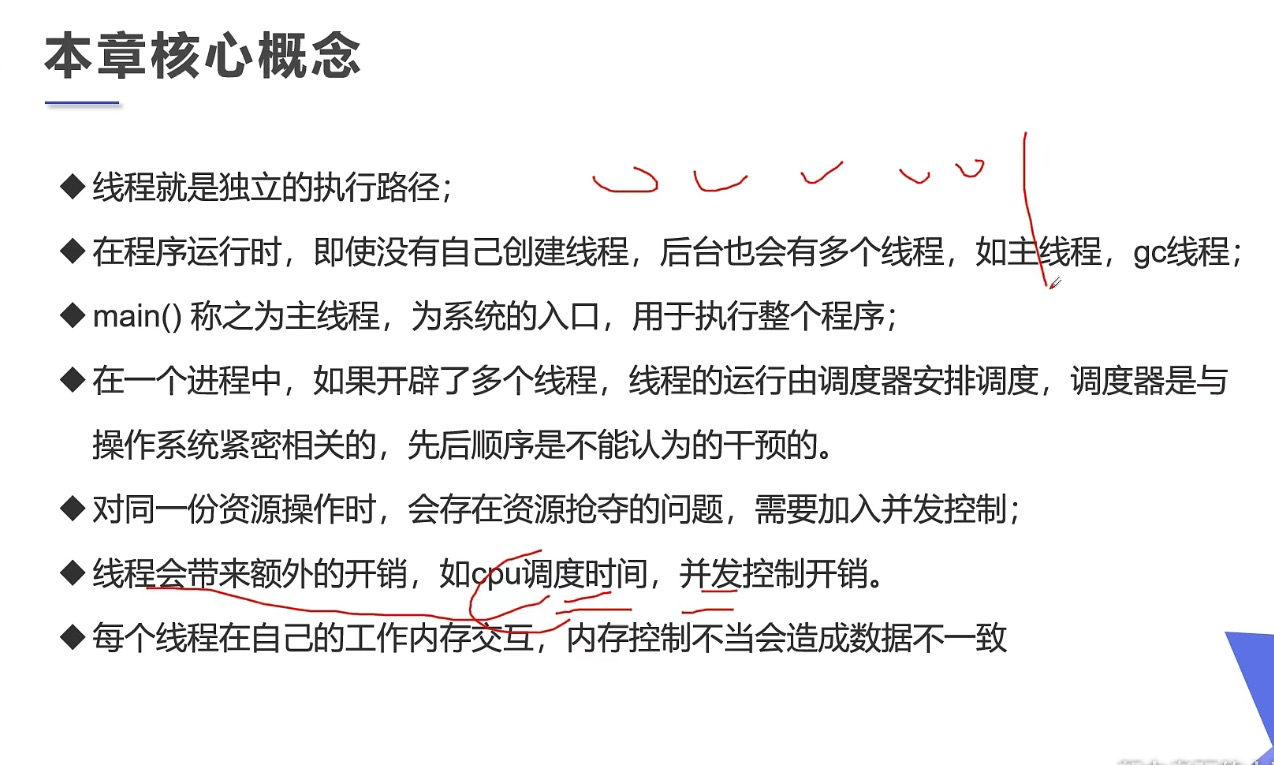 本章核心概念
◆线程就是独立的执行路径；
◆在程序运行时，即使没有自己创建线程，后台也会有多个线程，如主线程，gc线程；
◆main() 称之为主线程，为系统的入口，用于执行整个程序；
◆在一个进程中，如果开辟了多个线程，线程的运行由调度器安排调度，调度器是与
操作系统紧密相关的，先后顺序是不能认为的干预的。
◆对同一份资源操作时，会存在资源抢夺的问题，需要加入并发控制；
◆线程会带来额外的开销，如cpu调度时间，并发控制开销。
◆每个线程在自己的工作内存交互，内存控制不当会造成数据不一致